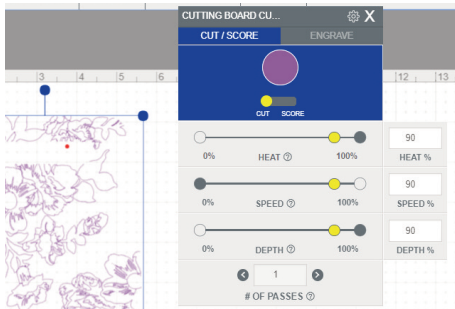 CUTTING BOARD CU... X
CUT / SCORE ENGRAVE
3 4 5 6 12 13
CUT SCORE
90
0% HEAT ? 100% HEAT %
90
0% SPEED ? 100% SPEED %
90
0% DEPTH ? 100% DEPTH %
1
# OF PASSES ?